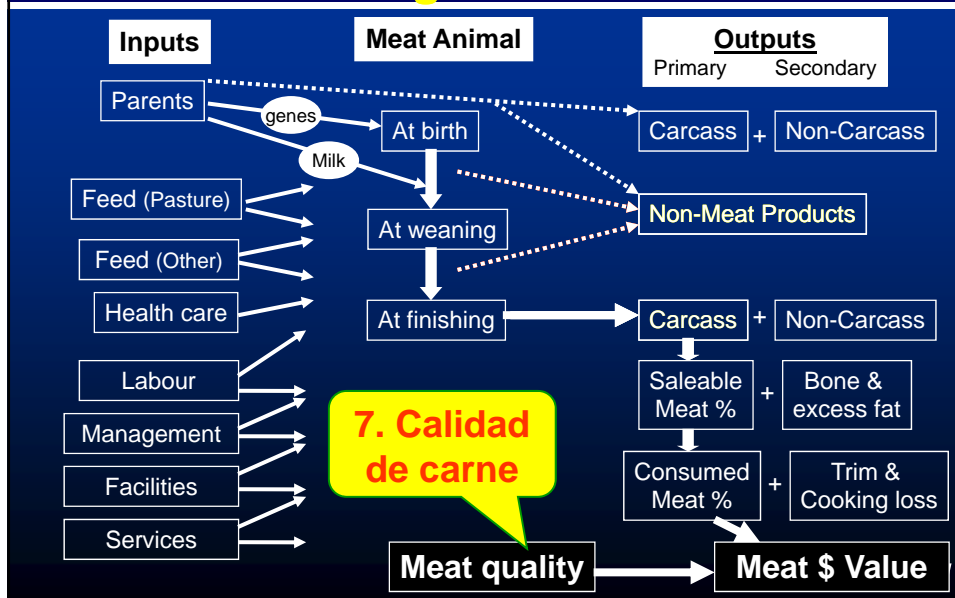 Inputs
Meat Animal
Outputs
Primary Secondary
Parents
genes
Milk
At birth
Carcass + Non-Carcass
Feed (Pasture)
At weaning
Non-Meat Products
Feed (Other)
Health care
At finishing
Carcass + Non-Carcass
Labour
Saleable
Meat %
+
Bone &
excess fat
Management
7. Calidad
de carne
Facilities
Consumed
Meat %
+
Trim &
Cooking loss
Services
Meat quality
Meat $ Value